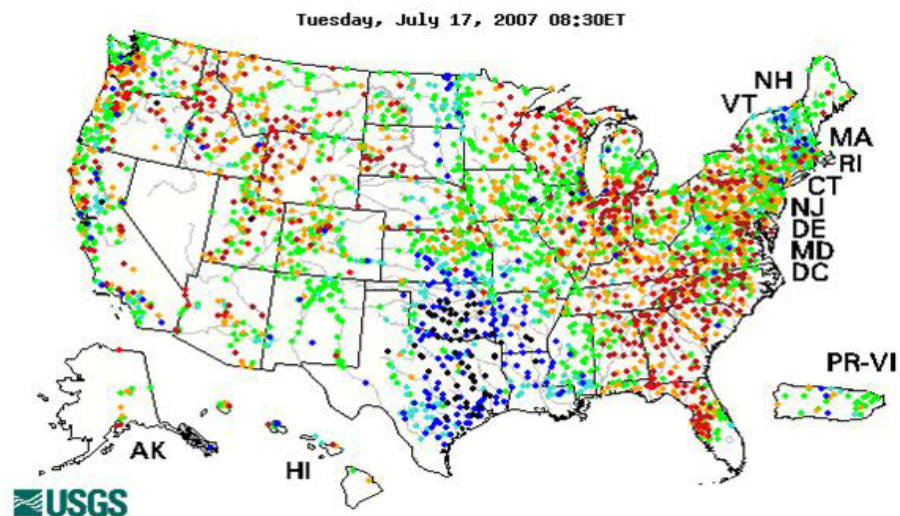 Tuesday, July 17, 2007 08:30ET
NH
VT
MA
RI
CT
NJ
DE
MD
DC
PR-VI
AK
HI
USGS